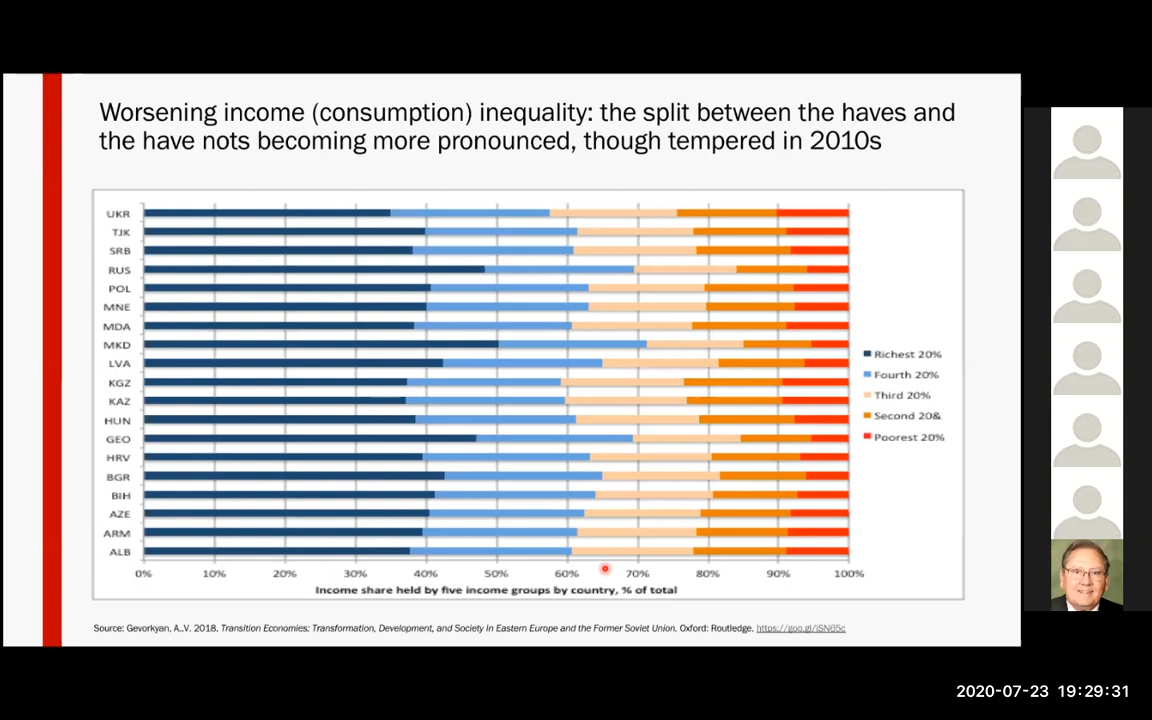 Worsening income (consumption) inequality: the split between the haves and
the have nots becoming more pronounced, though tempered in 2010s
UKR
TJK
SRB
RUS
POL
MNE
MDA
MKD
LVA
KGZ
KAZ
HUN
GEO
HRV
BGR
BIH
AZE
ARM
ALB
0% 10% 20% 30% 40% 50% 60% 70% 80% 90% 100%
Income share held by five income groups by country, % of total
Richest 20%
Fourth 20%
Third 20%
Second 20&
Poorest 20%
Source: Gevorkyan, A..V. 2018. Transition Economies: Transformation, Development, and Society in Eastern Europe and the Former Soviet Union. Oxford: Routledge. https://goo.gl/jSN65c
2020-07-23 19:29:31